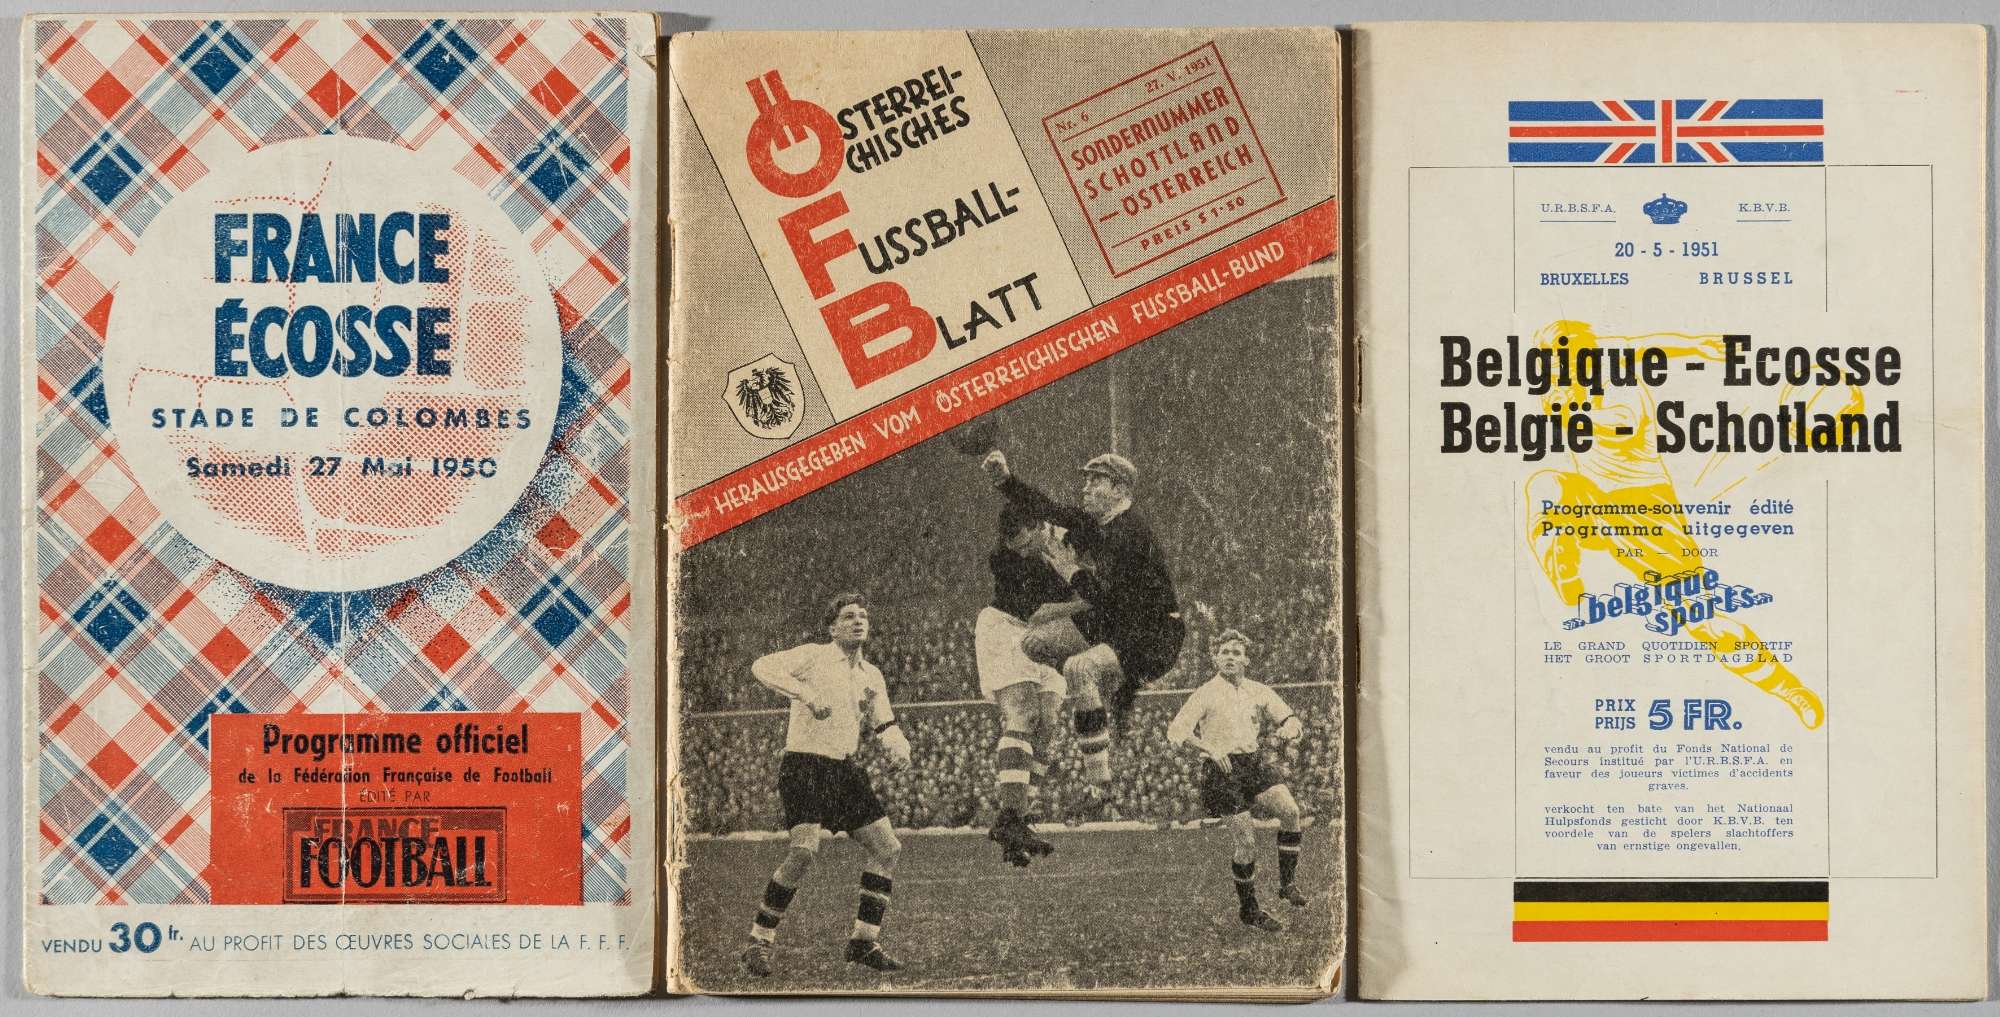 FRANCE
ÉCOSSE
STADE DE COLOMBES
Samedi 27 Mai 1950
Programme officiel
de la Fédération Française de Football
ÉDITÉ PAR
FRANCE
FOOTBALL
VENDU 30 fr. AU PROFIT DES ŒUVRES SOCIALES DE LA F. F. F.
ÖSTERREI-
CHISCHES
FUSSBALL-
BLATT
Nr. 6 27. V. 1951
SONDERNUMMER
SCHOTTLAND
—ÖSTERREICH
PREIS S 1·50
HERAUSGEGEBEN VOM ÖSTERREICHISCHEN FUSSBALL-BUND
U.R.B.S.F.A. K.B.V.B.
20 - 5 - 1951
BRUXELLES BRUSSEL
Belgique - Ecosse
België - Schotland
Programme-souvenir édité
Programma uitgegeven
PAR — DOOR
belgique
sports
LE GRAND QUOTIDIEN SPORTIF
HET GROOT SPORTDAGBLAD
PRIX
PRIJS 5 FR.
vendu au profit du Fonds National de
Secours institué par l'U.R.B.S.F.A. en
faveur des joueurs victimes d'accidents
graves.
verkocht ten bate van het Nationaal
Hulpsfonds gesticht door K.B.V.B. ten
voordele van de spelers slachtoffers
van ernstige ongevallen.